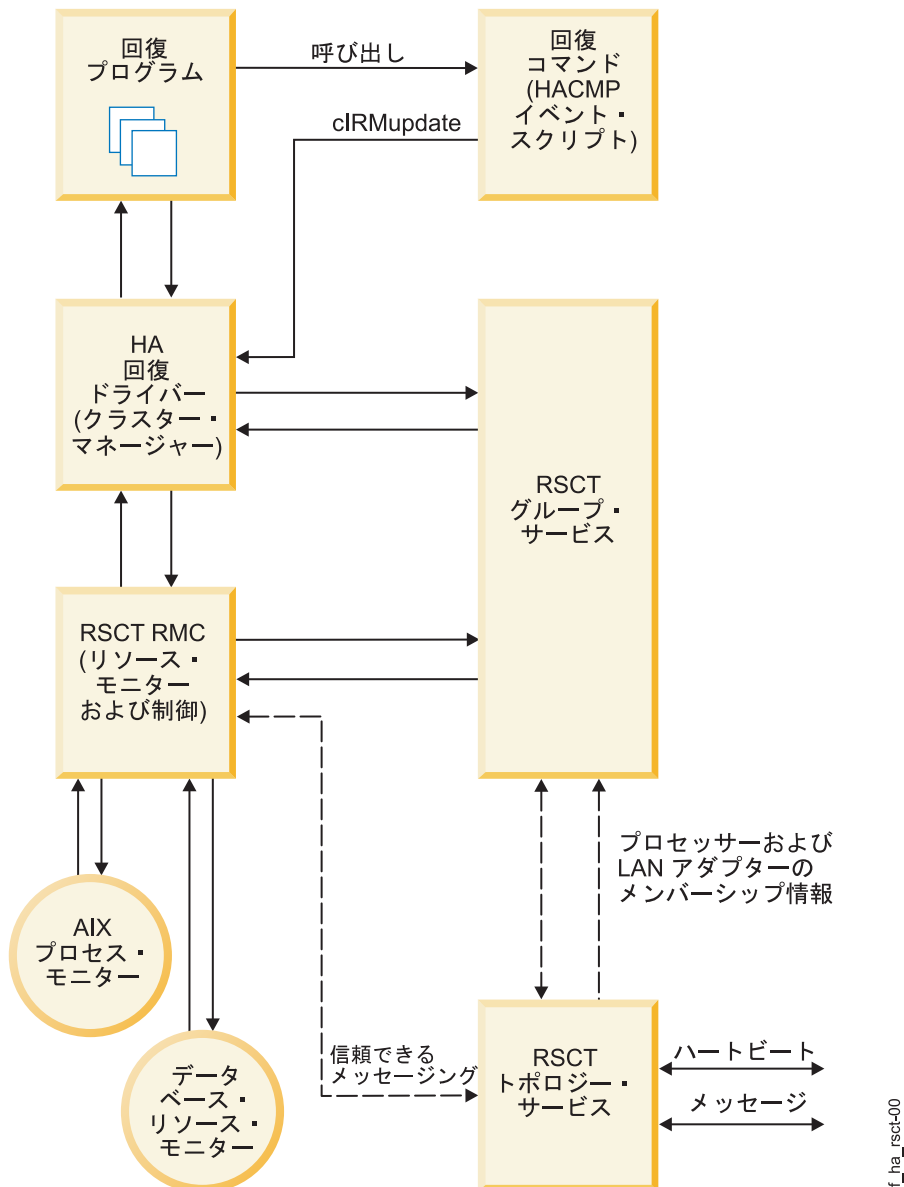 回復
プログラム
呼び出し
回復
コマンド
(HACMP
イベント・
スクリプト)
clRMupdate
HA
回復
ドライバー
(クラスター・
マネージャー)
RSCT
グループ・
サービス
RSCT RMC
(リソース・
モニター
および制御)
プロセッサーおよび
LAN アダプターの
メンバーシップ情報
AIX
プロセス・
モニター
データ
ベース・
リソース・
モニター
信頼できる
メッセージング
RSCT
トポロジー・
サービス
ハートビート
メッセージ
f_ha_rsct-00